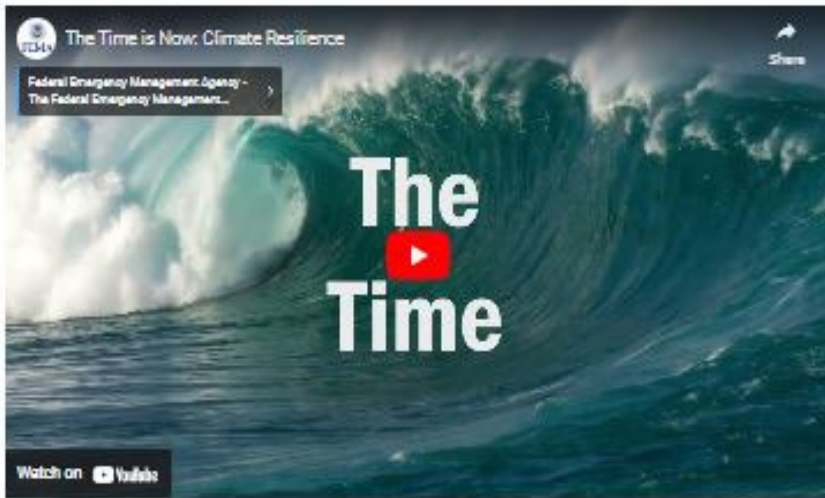 FEMA
The Time is Now: Climate Resilience
Share
Federal Emergency Management Agency -
The Federal Emergency Management...
The
Time
Watch on YouTube